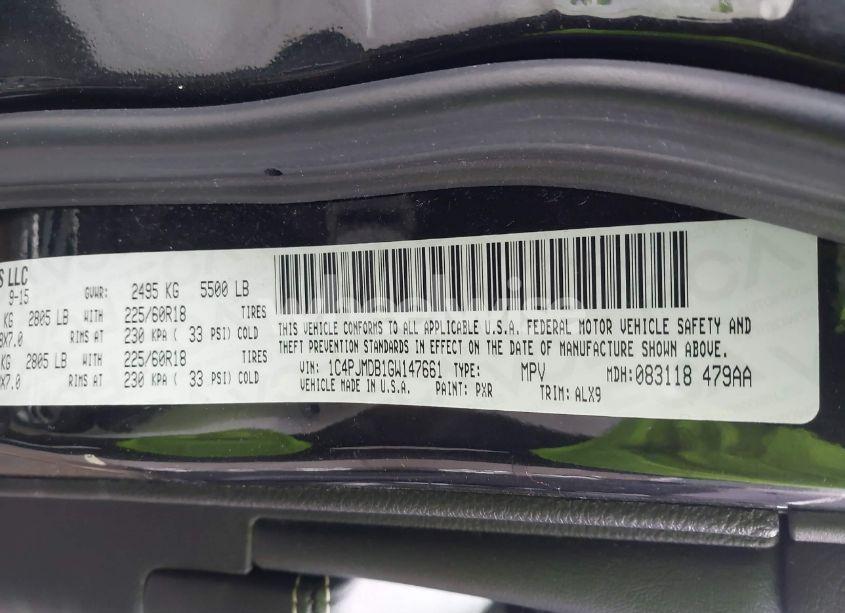 S LLC
9-15 GVWR: 2495 KG 5500 LB
KG 2805 LB WITH 225/60R18 TIRES
8X7.0 RIMS AT 230 KPA ( 33 PSI) COLD
KG 2805 LB WITH 225/60R18 TIRES
X7.0 RIMS AT 230 KPA ( 33 PSI) COLD
THIS VEHICLE CONFORMS TO ALL APPLICABLE U.S.A. FEDERAL MOTOR VEHICLE SAFETY AND
THEFT PREVENTION STANDARDS IN EFFECT ON THE DATE OF MANUFACTURE SHOWN ABOVE.
VIN: 1C4PJMDB1GW147661 TYPE: MPV MDH:083118 479AA
VEHICLE MADE IN U.S.A. PAINT: PXR TRIM: ALX9